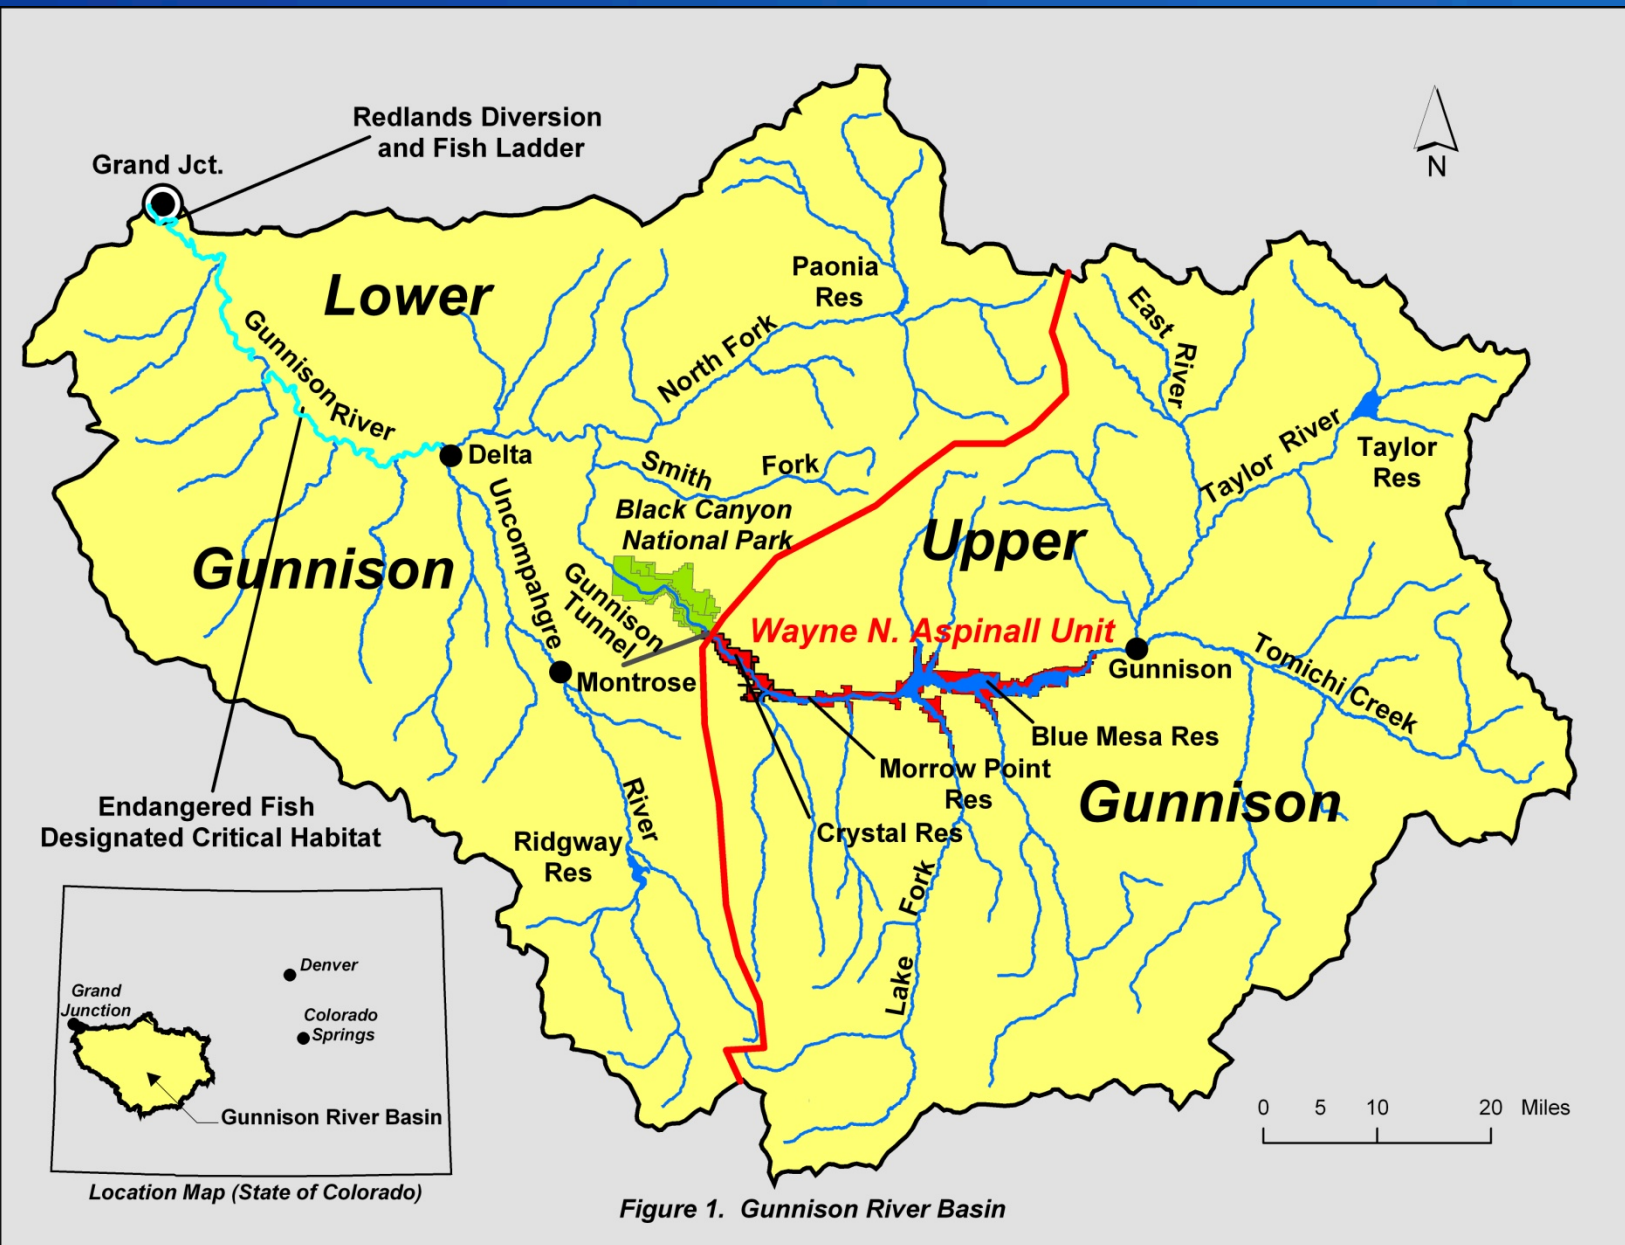 Redlands Diversion
and Fish Ladder
Grand Jct.
N
Paonia
Res
Lower
East
River
Gunnison
River
North Fork
Taylor River
Taylor
Res
Delta
Smith
Fork
Uncompahgre
River
Black Canyon
National Park
Upper
Gunnison
Gunnison
Tunnel
Wayne N. Aspinall Unit
Gunnison
Tomichi Creek
Montrose
Blue Mesa Res
Morrow Point
Res
Gunnison
Crystal Res
Endangered Fish
Designated Critical Habitat
Ridgway
Res
Lake
Fork
Denver
Grand
Junction
Colorado
Springs
Gunnison River Basin
0 5 10 20 Miles
Location Map (State of Colorado)
Figure 1. Gunnison River Basin